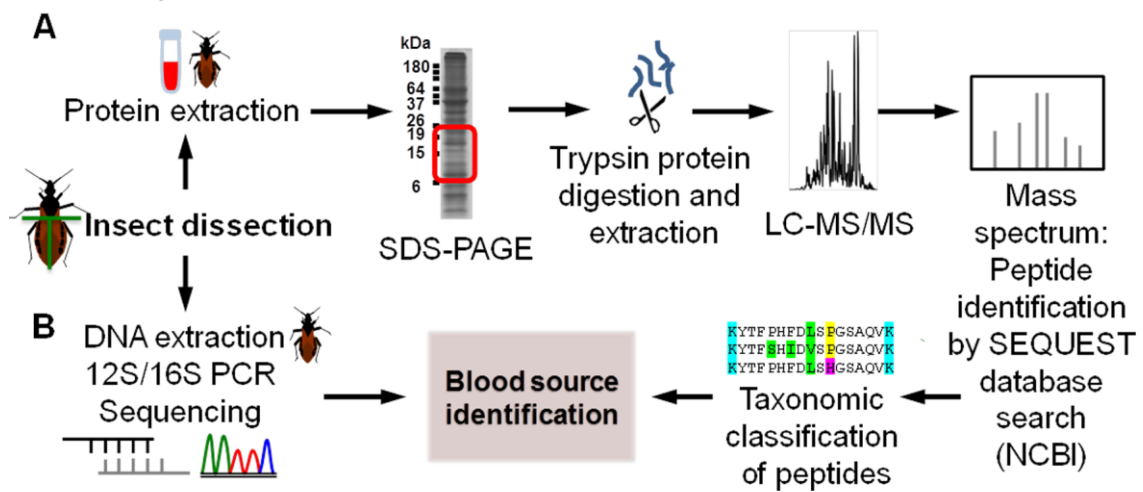 A
Protein extraction
kDa
180
64
37
26
19
15
6
SDS-PAGE
Trypsin protein
digestion and
extraction
LC-MS/MS
Mass
spectrum:
Peptide
identification
by SEQUEST
database
search
(NCBI)
Insect dissection
B
DNA extraction
12S/16S PCR
Sequencing
Blood source
identification
KYTFPHFDLSPGSAQVK
KYTFSHIDVSPGSAQVK
KYTFPHFDLSHGSAQVK
Taxonomic
classification
of peptides